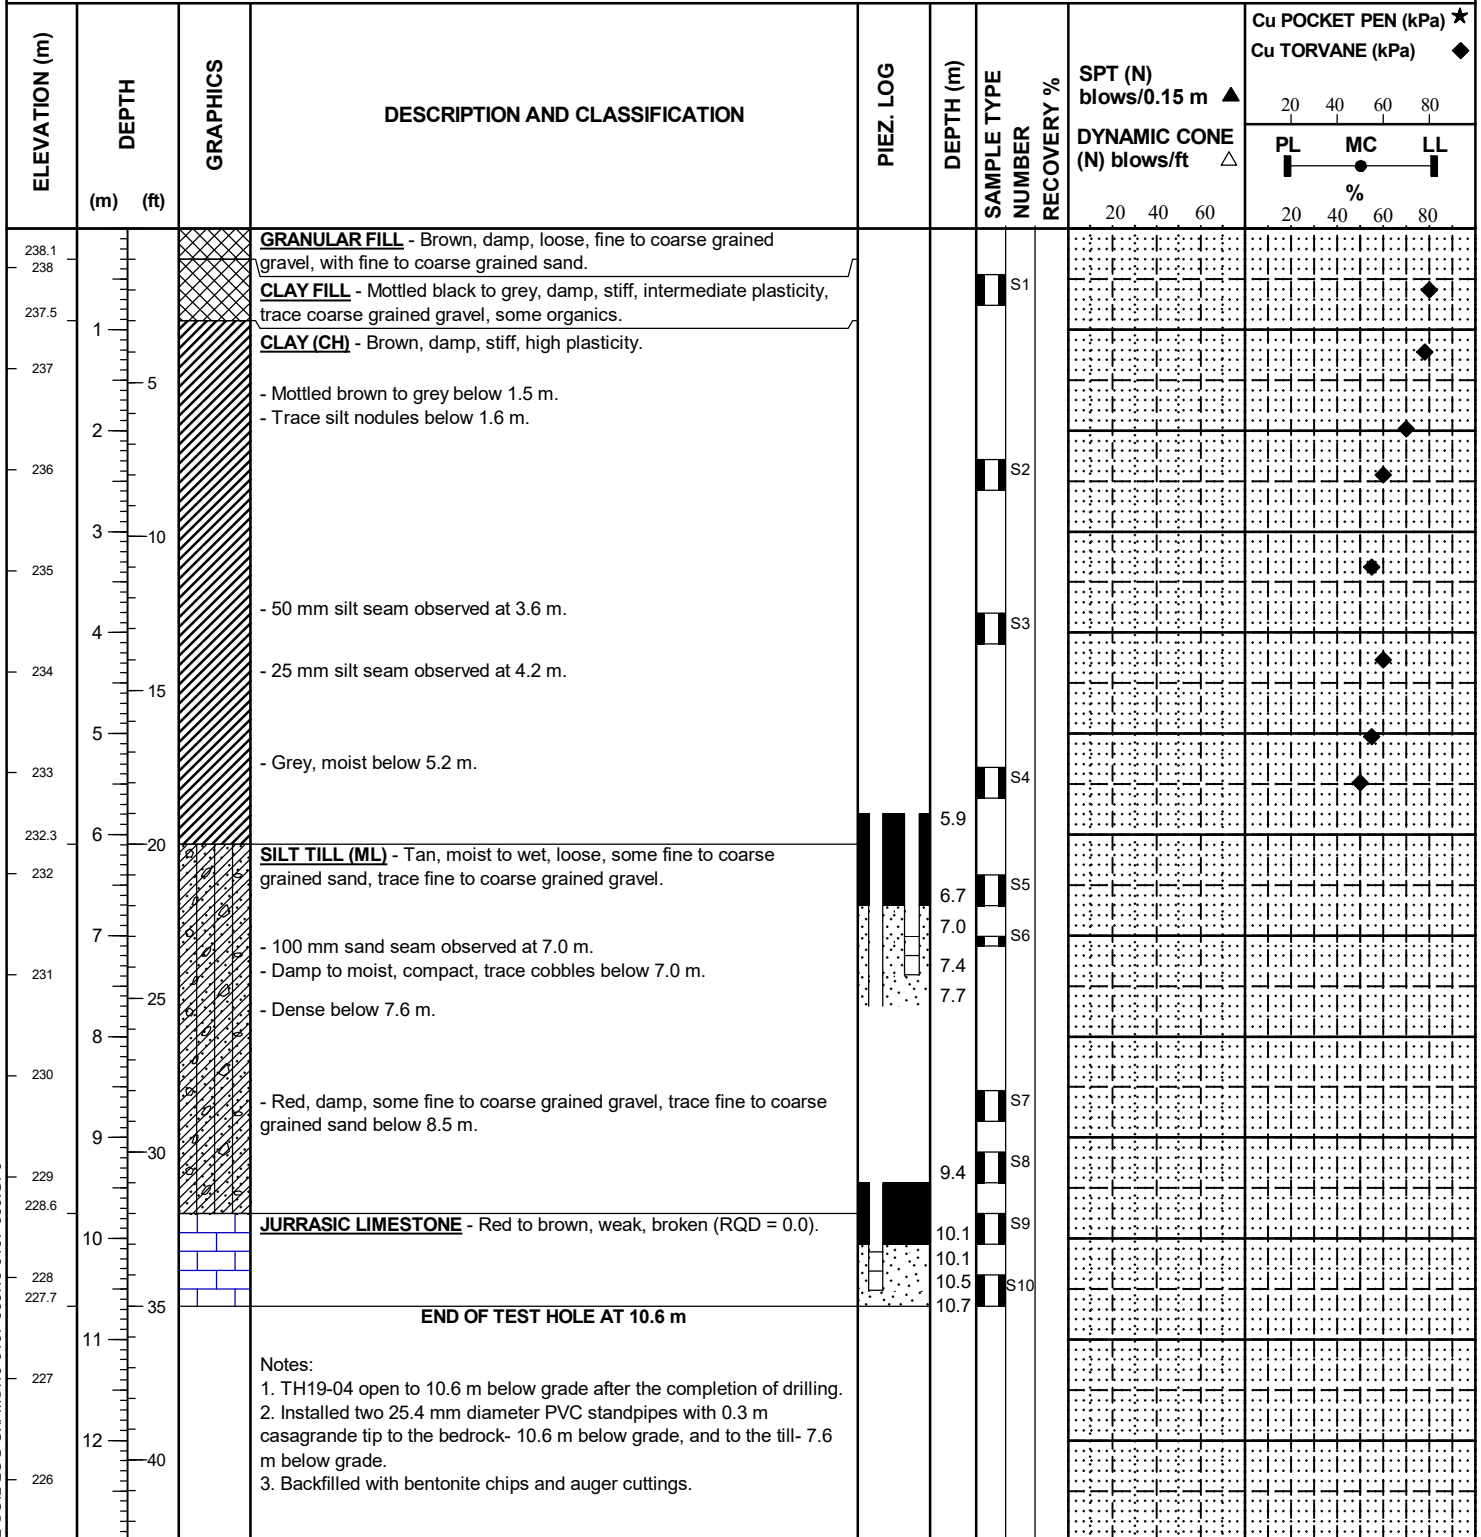 Cu POCKET PEN (kPa) ★
Cu TORVANE (kPa) ◆
ELEVATION (m)
DEPTH
(m) (ft)
GRAPHICS
DESCRIPTION AND CLASSIFICATION
PIEZ. LOG
DEPTH (m)
SAMPLE TYPE
NUMBER
RECOVERY %
SPT (N)
blows/0.15 m ▲
DYNAMIC CONE
(N) blows/ft △
20 40 60
20 40 60 80
PL MC LL
%
20 40 60 80
238.1
238
237.5
237
236
235
234
233
232.3
232
231
230
229
228.6
228
227.7
227
226
1
2
3
4
5
6
7
8
9
10
11
12
5
10
15
20
25
30
35
40
GRANULAR FILL - Brown, damp, loose, fine to coarse grained
gravel, with fine to coarse grained sand.
CLAY FILL - Mottled black to grey, damp, stiff, intermediate plasticity,
trace coarse grained gravel, some organics.
CLAY (CH) - Brown, damp, stiff, high plasticity.
- Mottled brown to grey below 1.5 m.
- Trace silt nodules below 1.6 m.
- 50 mm silt seam observed at 3.6 m.
- 25 mm silt seam observed at 4.2 m.
- Grey, moist below 5.2 m.
SILT TILL (ML) - Tan, moist to wet, loose, some fine to coarse
grained sand, trace fine to coarse grained gravel.
- 100 mm sand seam observed at 7.0 m.
- Damp to moist, compact, trace cobbles below 7.0 m.
- Dense below 7.6 m.
- Red, damp, some fine to coarse grained gravel, trace fine to coarse
grained sand below 8.5 m.
JURRASIC LIMESTONE - Red to brown, weak, broken (RQD = 0.0).
END OF TEST HOLE AT 10.6 m
Notes:
1. TH19-04 open to 10.6 m below grade after the completion of drilling.
2. Installed two 25.4 mm diameter PVC standpipes with 0.3 m
casagrande tip to the bedrock- 10.6 m below grade, and to the till- 7.6
m below grade.
3. Backfilled with bentonite chips and auger cuttings.
5.9
6.7
7.0
7.4
7.7
9.4
10.1
10.1
10.5
10.7
S1
S2
S3
S4
S5
S6
S7
S8
S9
S10